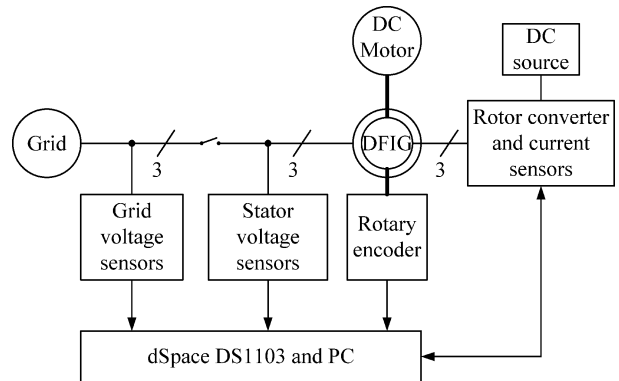 DC
Motor
DC
source
Grid
3
3
DFIG
3
Rotor converter
and current
sensors
Grid
voltage
sensors
Stator
voltage
sensors
Rotary
encoder
dSpace DS1103 and PC